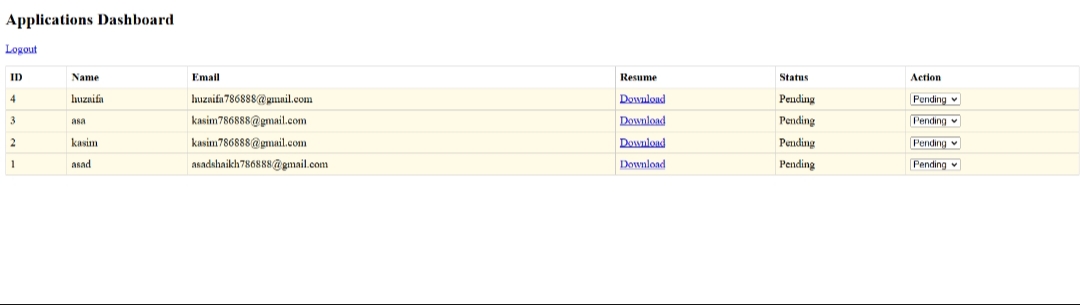 Applications Dashboard
Logout
ID Name Email Resume Status Action
4 huznifa huznifa786888@gmail.com Download Pending Pending
3 asa kasim786888@gmail.com Download Pending Pending
2 kasim kasim786888@gmail.com Download Pending Pending
1 asad asadshaikh786888@gmail.com Download Pending Pending